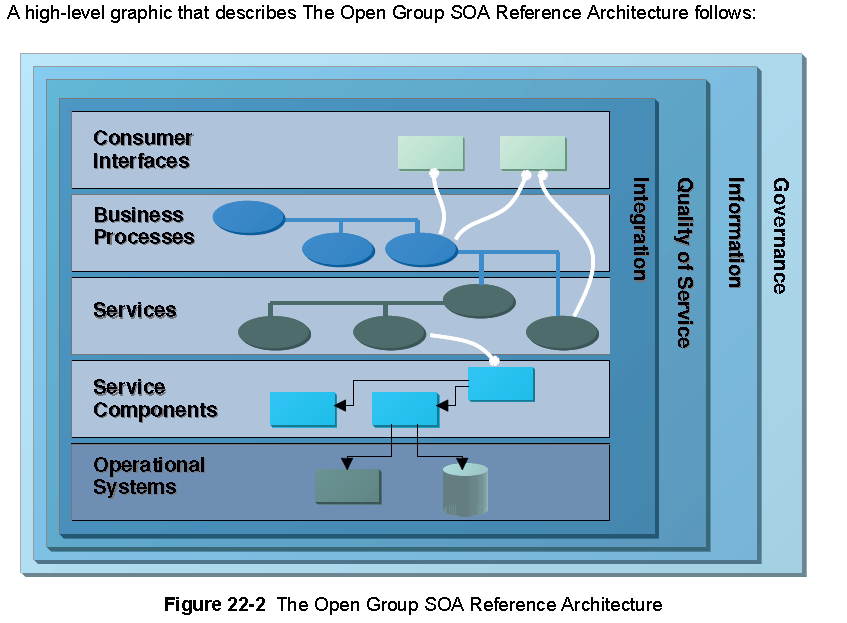 A high-level graphic that describes The Open Group SOA Reference Architecture follows:
Consumer
Interfaces
Business
Processes
Services
Service
Components
Operational
Systems
Integration
Quality of Service
Information
Governance
Figure 22-2 The Open Group SOA Reference Architecture